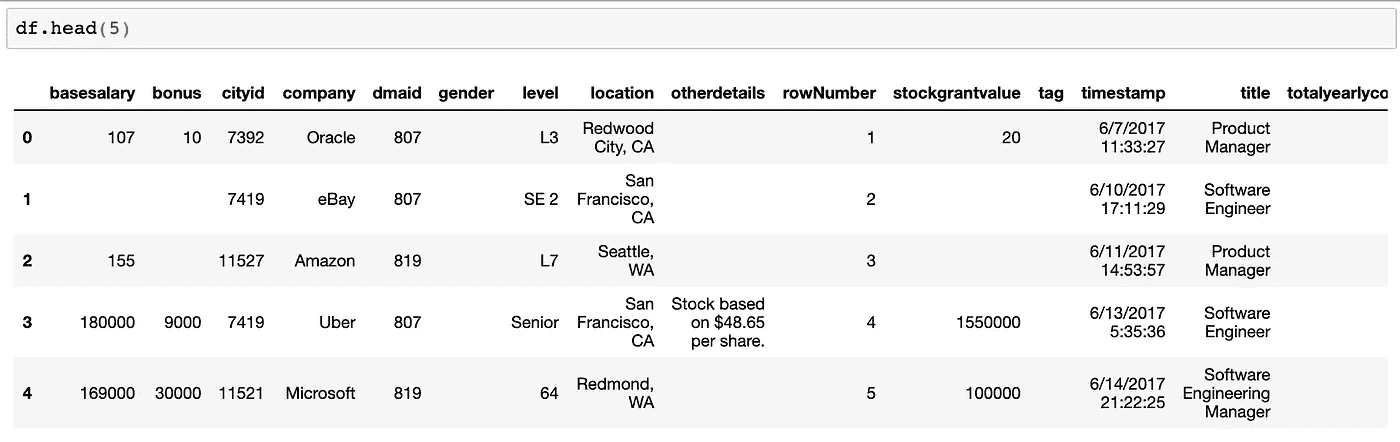 df.head(5)
basesalary bonus cityid company dmaid gender level location otherdetails rowNumber stockgrantvalue tag timestamp title totalyearlyco
0 107 10 7392 Oracle 807 L3 Redwood City, CA 1 20 6/7/2017 11:33:27 Product Manager
1 7419 eBay 807 SE 2 San Francisco, CA 2 6/10/2017 17:11:29 Software Engineer
2 155 11527 Amazon 819 L7 Seattle, WA 3 6/11/2017 14:53:57 Product Manager
3 180000 9000 7419 Uber 807 Senior San Francisco, CA Stock based on $48.65 per share. 4 1550000 6/13/2017 5:35:36 Software Engineer
4 169000 30000 11521 Microsoft 819 64 Redmond, WA 5 100000 6/14/2017 21:22:25 Software Engineering Manager